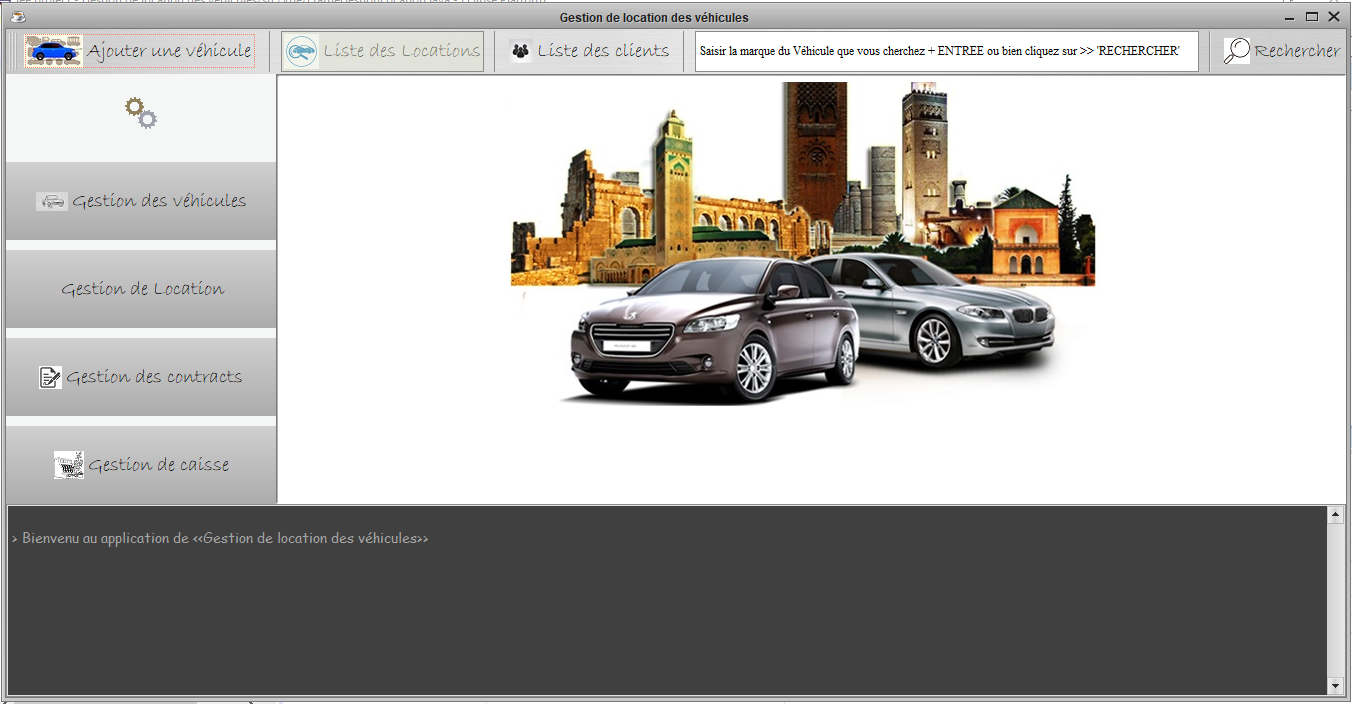 Gestion de location des véhicules
Ajouter une véhicule
Liste des Locations
Liste des clients
Saisir la marque du Véhicule que vous cherchez + ENTREE ou bien cliquez sur >> 'RECHERCHER'
Rechercher
Gestion des véhicules
Gestion de Location
Gestion des contracts
Gestion de caisse
> Bienvenu au application de <<Gestion de location des véhicules>>